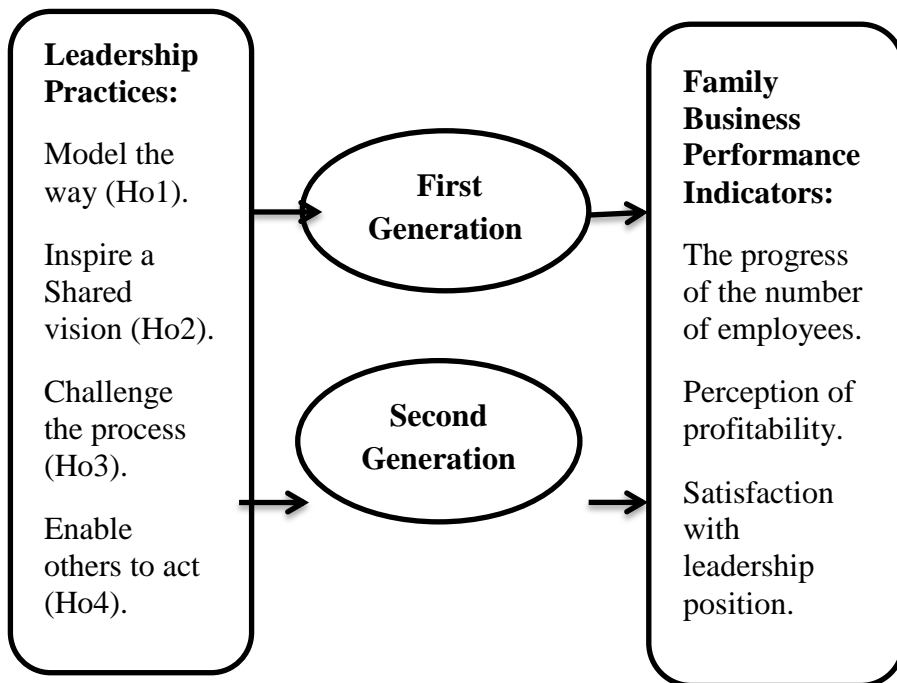 Leadership
Practices:
Model the
way (Ho1).
Inspire a
Shared
vision (Ho2).
Challenge
the process
(Ho3).
Enable
others to act
(Ho4).
First
Generation
Second
Generation
Family
Business
Performance
Indicators:
The progress
of the number
of employees.
Perception of
profitability.
Satisfaction
with
leadership
position.